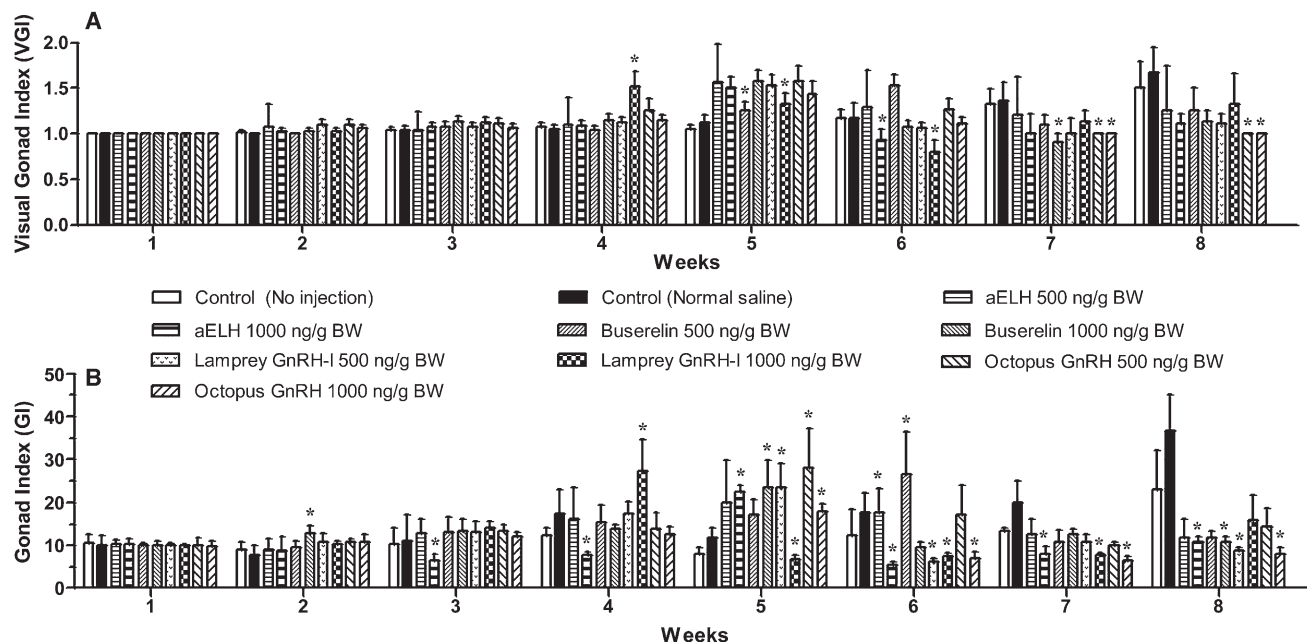 A
Visual Gonad Index (VGI)
2.0
1.5
1.0
0.5
0.0
* * * * * * * * * * *
1 2 3 4 5 6 7 8
Weeks
Control (No injection) Control (Normal saline) aELH 500 ng/g BW
aELH 1000 ng/g BW Buserelin 500 ng/g BW Buserelin 1000 ng/g BW
Lamprey GnRH-I 500 ng/g BW Lamprey GnRH-I 1000 ng/g BW Octopus GnRH 500 ng/g BW
Octopus GnRH 1000 ng/g BW
B
Gonad Index (GI)
50
40
30
20
10
0
* * * * * * * * * * * * * * * * * * * * * *
1 2 3 4 5 6 7 8
Weeks